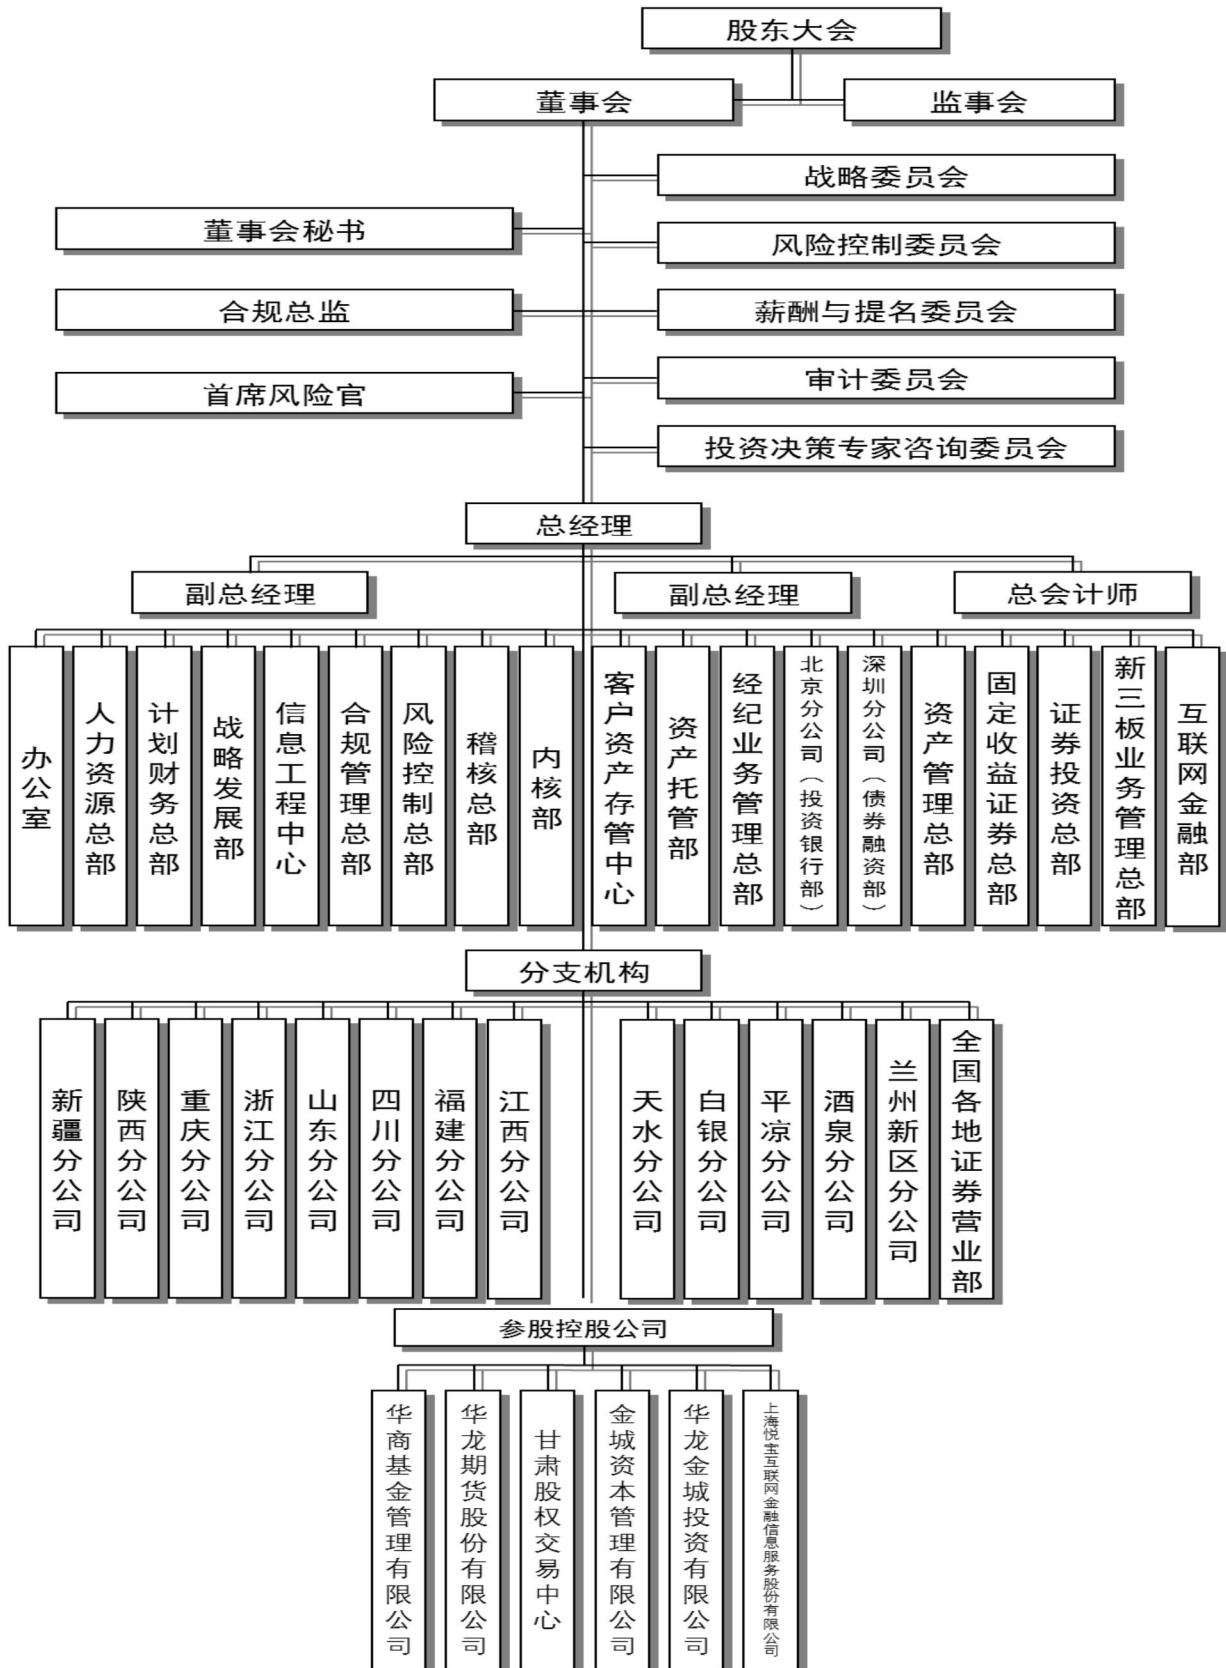 股东大会
董事会
监事会
战略委员会
董事会秘书
风险控制委员会
合规总监
薪酬与提名委员会
首席风险官
审计委员会
投资决策专家咨询委员会
总经理
副总经理
副总经理
总会计师
办公室
人力资源总部
计划财务总部
战略发展部
信息工程中心
合规管理总部
风险控制总部
稽核总部
内核部
客户资产存管中心
资产托管部
经纪业务管理总部
北京分公司（投资银行部）
深圳分公司（债券融资部）
资产管理总部
固定收益证券总部
证券投资总部
新三板业务管理总部
互联网金融部
分支机构
新疆分公司
陕西分公司
重庆分公司
浙江分公司
山东分公司
四川分公司
福建分公司
江西分公司
天水分公司
白银分公司
平凉分公司
酒泉分公司
兰州新区分公司
全国各地证券营业部
参股控股公司
华商基金管理有限公司
华龙期货股份有限公司
甘肃股权交易中心
金城资本管理有限公司
华龙金城投资有限公司
上海悦宝互联网金融信息服务股份有限公司